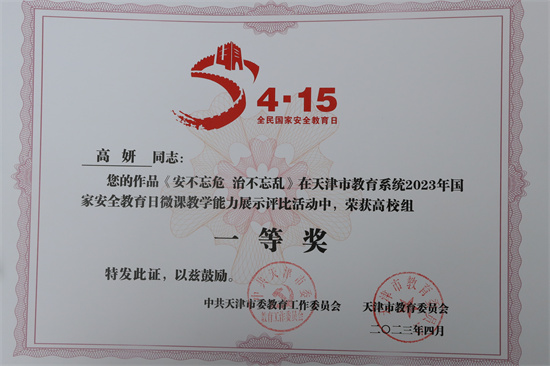 4·15
全民国家安全教育日
高妍 同志：
您的作品《安不忘危 治不忘乱》在天津市教育系统2023年国
家安全教育日微课教学能力展示评比活动中，荣获高校组
一等奖
特发此证，以兹鼓励。
中共天津市委教育工作委员会 天津市教育委员会
二〇二三年四月